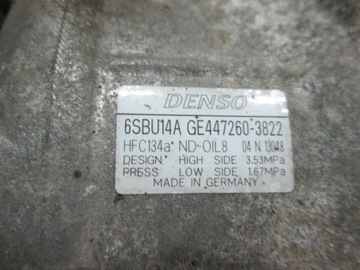 DENSO
6SBU14A GE447260-3822
HFC134a* ND-OIL8 04 N 13048
DESIGN* HIGH SIDE 3.53MPa
PRESS LOW SIDE 1.67MPa
MADE IN GERMANY